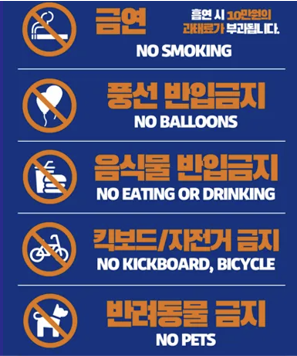 금연
흡연 시 10만원의
과태료가 부과됩니다.
NO SMOKING
풍선 반입금지
NO BALLOONS
음식물 반입금지
NO EATING OR DRINKING
킥보드/자전거 금지
NO KICKBOARD, BICYCLE
반려동물 금지
NO PETS